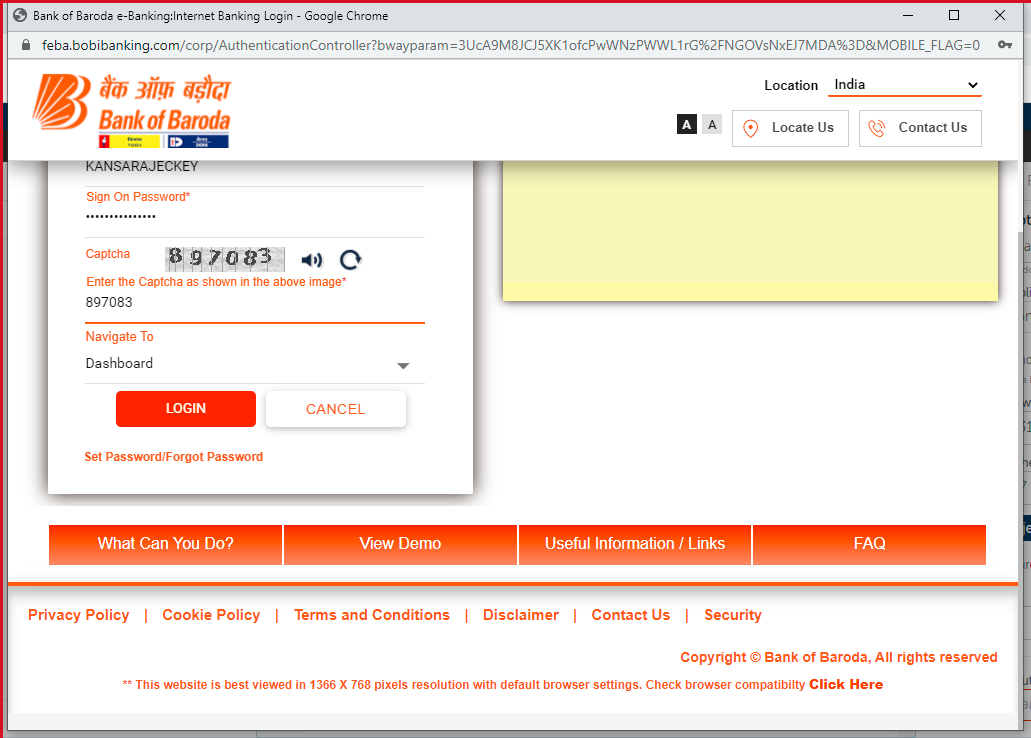 Bank of Baroda e-Banking:Internet Banking Login - Google Chrome
feba.bobibanking.com/corp/AuthenticationController?bwayparam=3UcA9M8JCJ5XK1ofcPwWNzPWWL1rG%2FNGOVsNxEJ7MDA%3D&MOBILE_FLAG=0
बैंक ऑफ़ बड़ौदा
Bank of Baroda
Location India
A A Locate Us Contact Us
KANSARAJECKEY
Sign On Password*
•••••••••••••••
Captcha 897083
Enter the Captcha as shown in the above image*
897083
Navigate To
Dashboard
LOGIN CANCEL
Set Password/Forgot Password
What Can You Do? View Demo Useful Information / Links FAQ
Privacy Policy | Cookie Policy | Terms and Conditions | Disclaimer | Contact Us | Security
Copyright © Bank of Baroda, All rights reserved
** This website is best viewed in 1366 X 768 pixels resolution with default browser settings. Check browser compatibilty Click Here